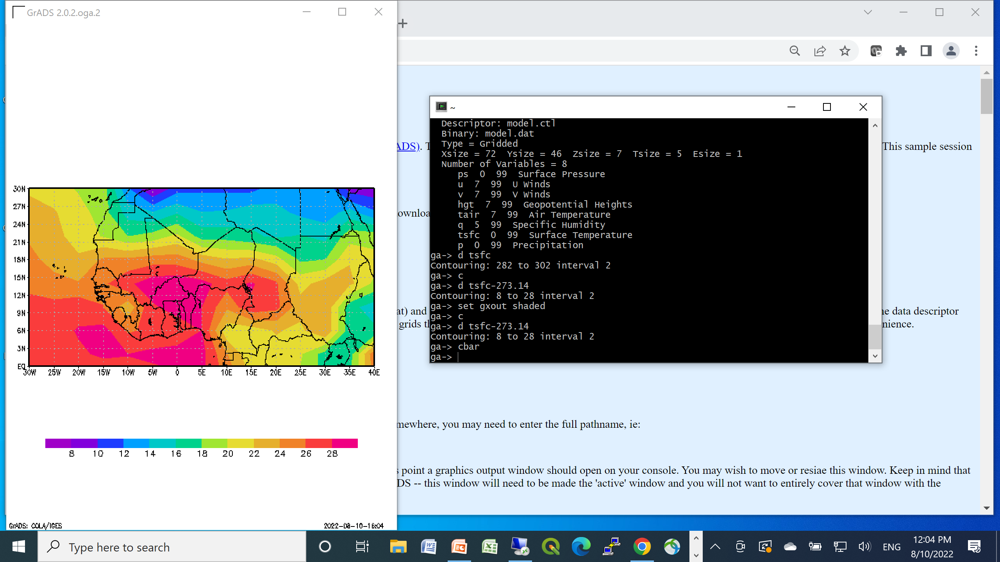 GrADS 2.0.2.oga.2
30N
27N
24N
21N
18N
15N
12N
9N
6N
3N
EQ
30W 25W 20W 15W 10W 5W 0 5E 10E 15E 20E 25E 30E 35E 40E
8 10 12 14 16 18 20 22 24 26 28
GrADS: COLA/IGES
2022-08-10-16:04
~
Descriptor: model.ctl
Binary: model.dat
Type = Gridded
Xsize = 72 Ysize = 46 Zsize = 7 Tsize = 5 Esize = 1
Number of Variables = 8
ps 0 99 Surface Pressure
u 7 99 U Winds
v 7 99 V Winds
hgt 7 99 Geopotential Heights
tair 7 99 Air Temperature
q 5 99 Specific Humidity
tsfc 0 99 Surface Temperature
p 0 99 Precipitation
ga-> d tsfc
Contouring: 282 to 302 interval 2
ga-> c
ga-> d tsfc-273.14
Contouring: 8 to 28 interval 2
ga-> set gxout shaded
ga-> c
ga-> d tsfc-273.14
Contouring: 8 to 28 interval 2
ga-> cbar
ga->
ADS). T
This sample session
ownloa
at) and
he data descriptor
grids th
nience.
mewhere, you may need to enter the full pathname, ie:
s point a graphics output window should open on your console. You may wish to move or resiae this window. Keep in mind that
DS -- this window will need to be made the 'active' window and you will not want to entirely cover that window with the
Type here to search
ENG
12:04 PM
8/10/2022